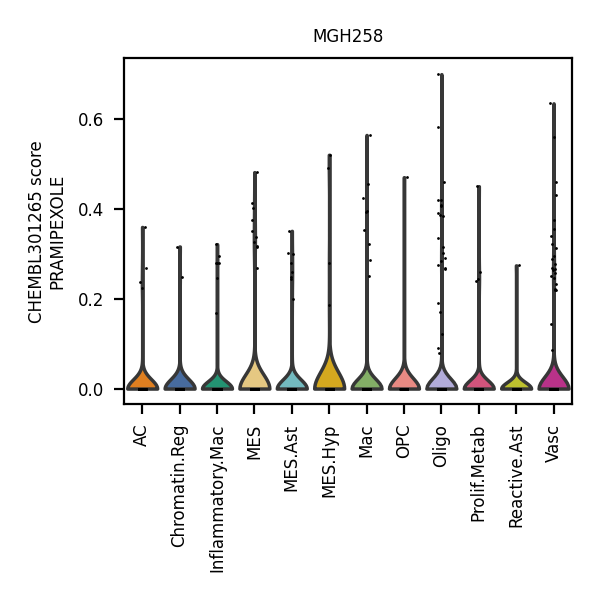 MGH258
CHEMBL301265 score
PRAMIPEXOLE
0.6
0.4
0.2
0.0
AC
Chromatin.Reg
Inflammatory.Mac
MES
MES.Ast
MES.Hyp
Mac
OPC
Oligo
Prolif.Metab
Reactive.Ast
Vasc